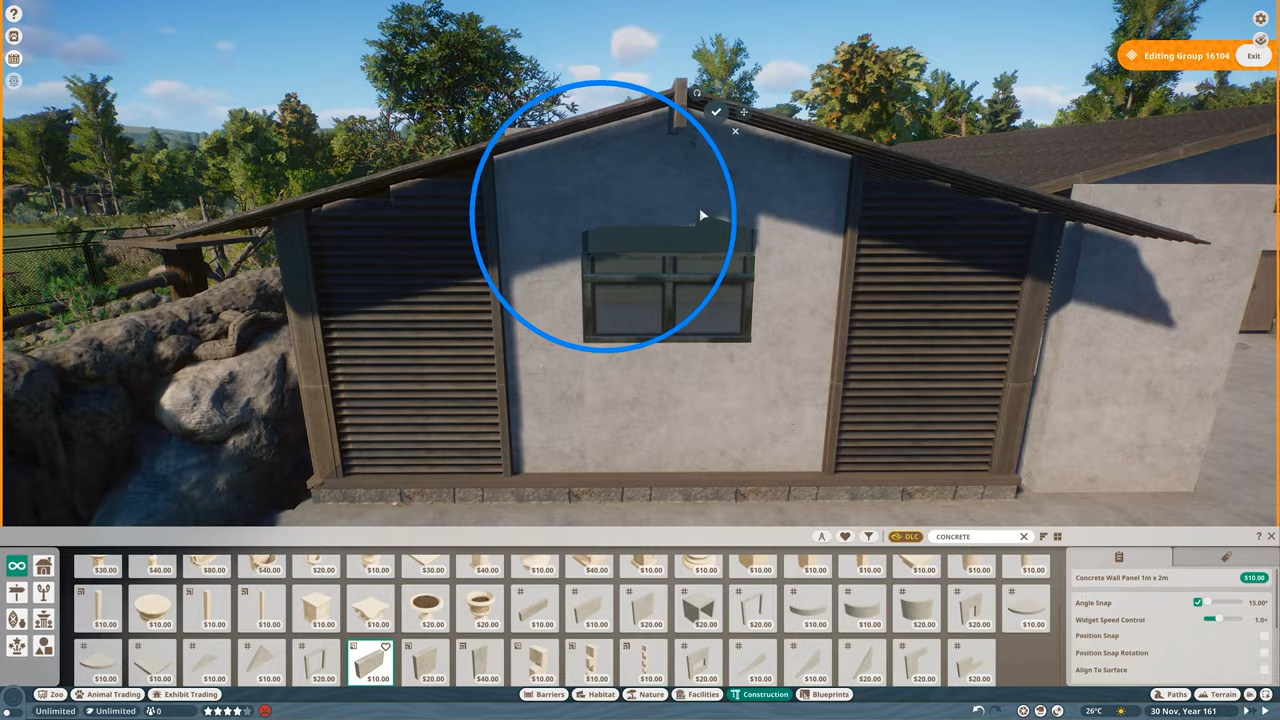 ?
Editing Group 16104
Exit
DLC
CONCRETE
?
$30.00
$40.00
$80.00
$40.00
$20.00
$10.00
$30.00
$40.00
$10.00
$40.00
$10.00
$10.00
$10.00
$10.00
$10.00
$10.00
$10.00
$10.00
$10.00
$10.00
$10.00
$10.00
$10.00
$10.00
$20.00
$20.00
$10.00
$10.00
$20.00
$20.00
$20.00
$10.00
$10.00
$20.00
$20.00
$10.00
$10.00
$10.00
$10.00
$10.00
$20.00
$10.00
$20.00
$20.00
$10.00
$10.00
$10.00
$20.00
$10.00
$10.00
$10.00
$20.00
$10.00
Concrete Wall Panel 1m x 2m
$10.00
Angle Snap
15.00°
Widget Speed Control
1.0×
Position Snap
Position Snap Rotation
Align To Surface
Zoo
Animal Trading
Exhibit Trading
Barriers
Habitat
Nature
Facilities
Construction
Blueprints
Paths
Terrain
Unlimited
Unlimited
0
26°C
30 Nov, Year 161